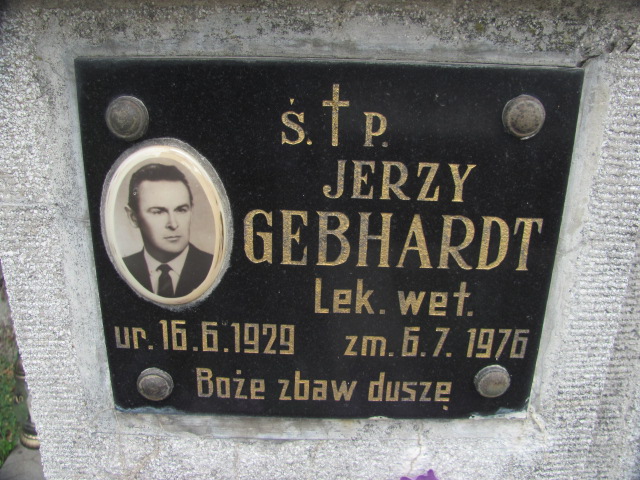 Ś. † P.
JERZY
GEBHARDT
Lek. wet.
ur. 16.6.1929 zm. 6.7.1976
Boże zbaw duszę